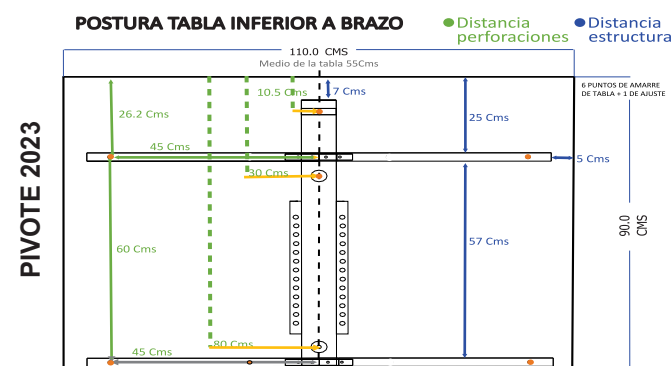 POSTURA TABLA INFERIOR A BRAZO
Distancia
perforaciones
Distancia
estructura
110.0 CMS
Medio de la tabla 55Cms
10.5 Cms
7 Cms
6 PUNTOS DE AMARRE
DE TABLA + 1 DE AJUSTE
26.2 Cms
25 Cms
45 Cms
5 Cms
30 Cms
PIVOTE 2023
90.0
CMS
60 Cms
57 Cms
80 Cms
45 Cms